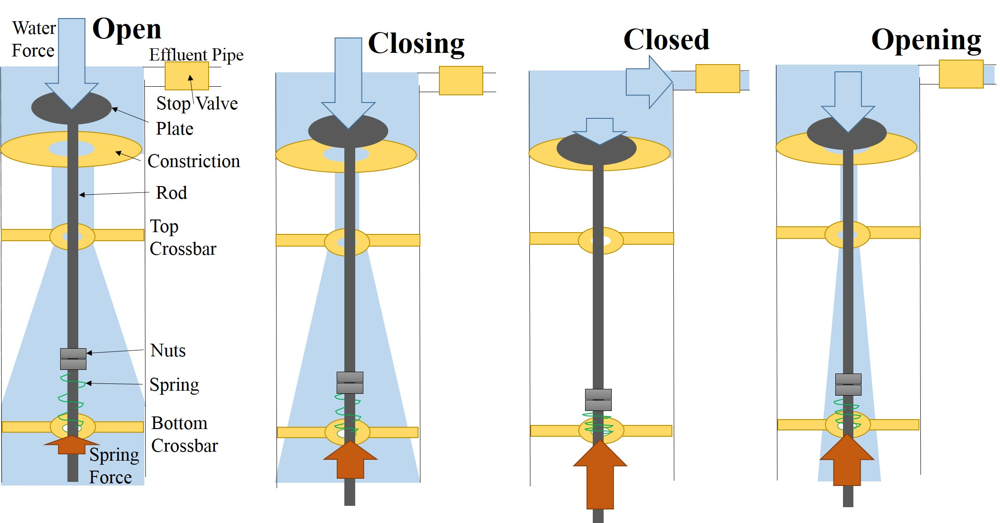 Water
Force
Open
Closing
Closed
Opening
Effluent Pipe
Stop Valve
Plate
Constriction
Rod
Top
Crossbar
Nuts
Spring
Bottom
Crossbar
Spring
Force